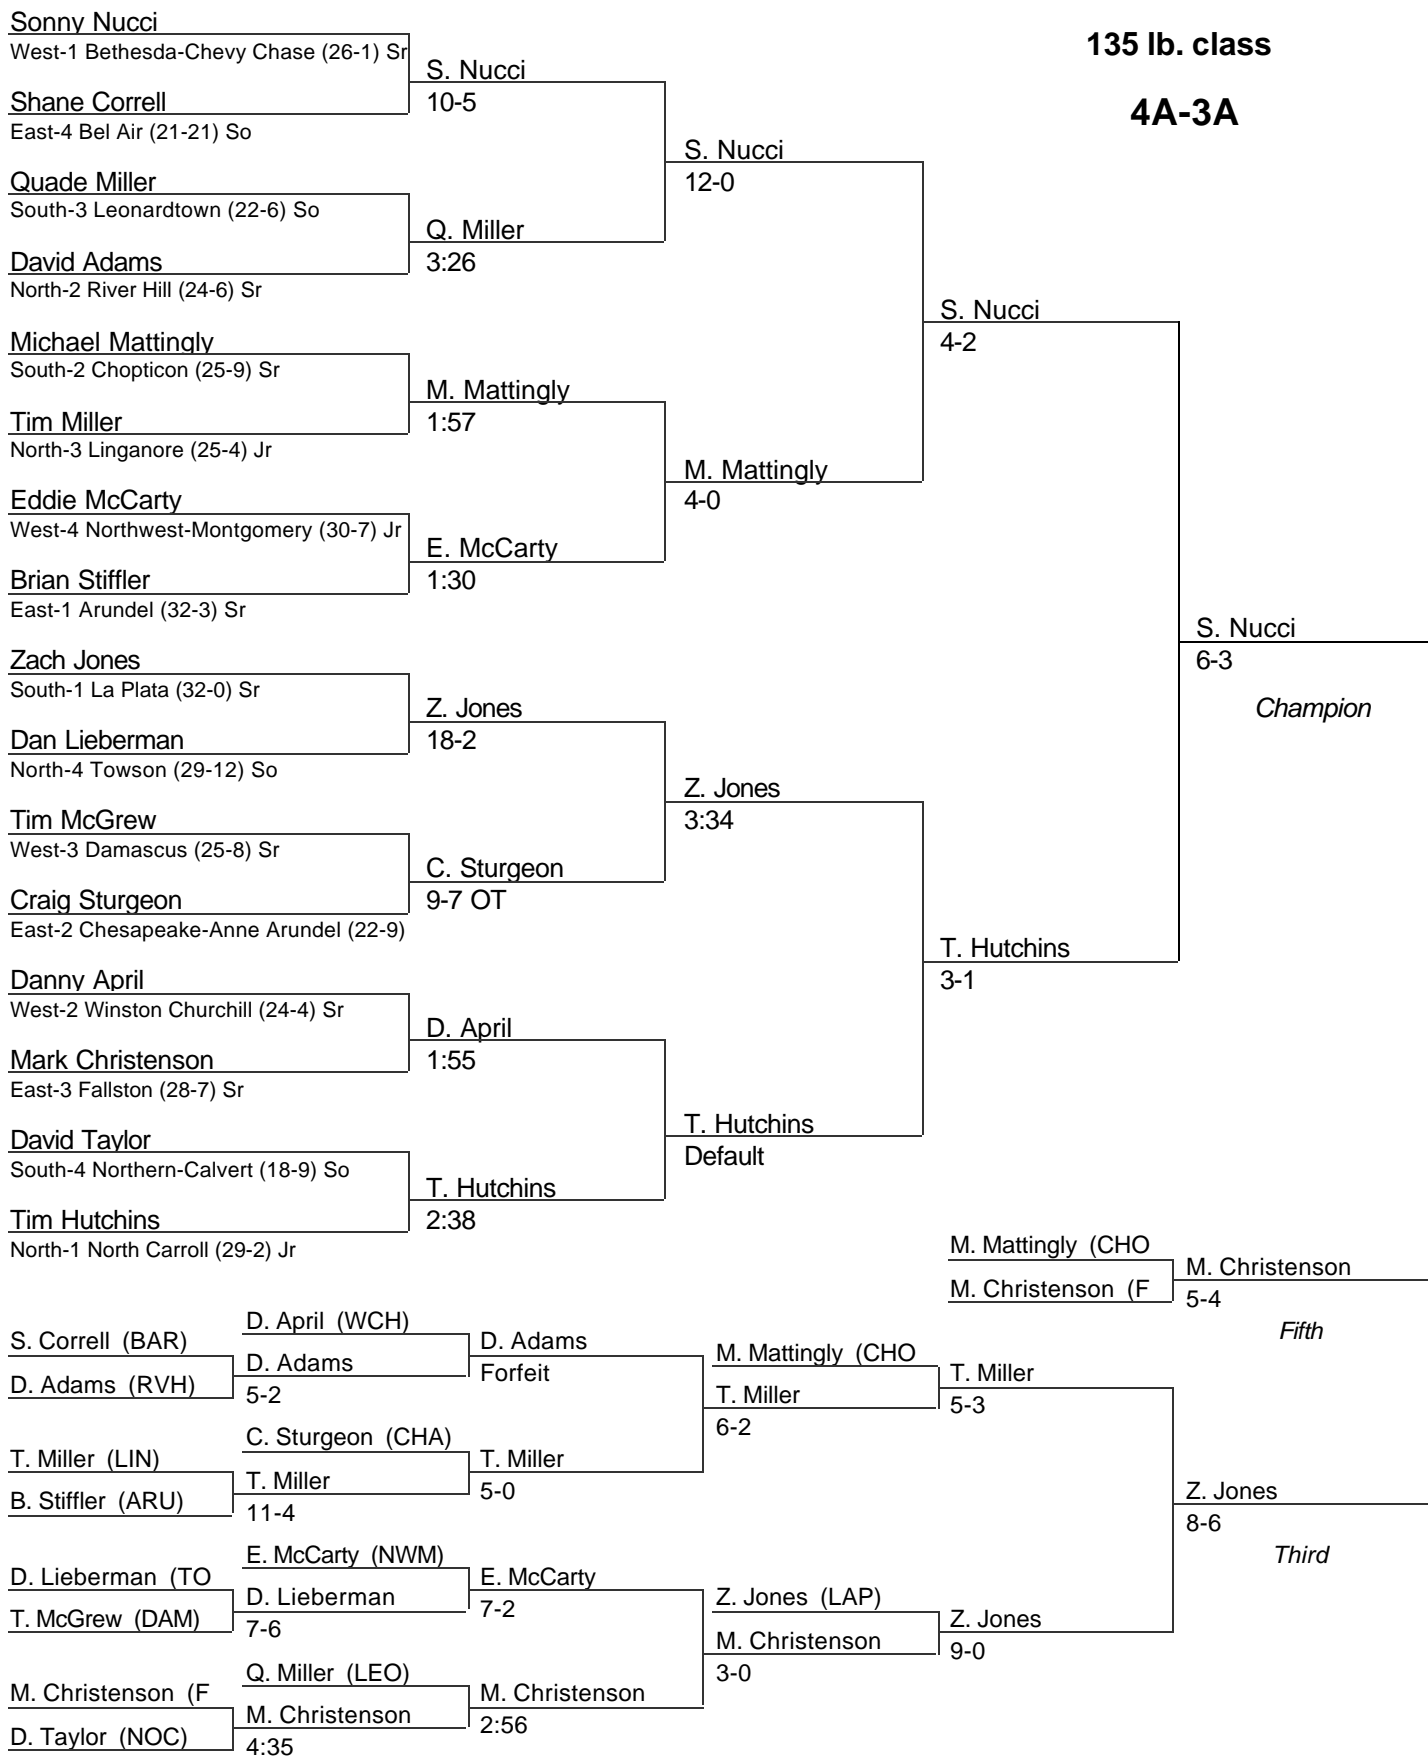 135 lb. class
4A-3A
Sonny Nucci
West-1 Bethesda-Chevy Chase (26-1) Sr
S. Nucci
10-5
Shane Correll
East-4 Bel Air (21-21) So
S. Nucci
12-0
Quade Miller
South-3 Leonardtown (22-6) So
Q. Miller
3:26
David Adams
North-2 River Hill (24-6) Sr
S. Nucci
4-2
Michael Mattingly
South-2 Chopticon (25-9) Sr
M. Mattingly
1:57
Tim Miller
North-3 Linganore (25-4) Jr
M. Mattingly
4-0
Eddie McCarty
West-4 Northwest-Montgomery (30-7) Jr
E. McCarty
1:30
Brian Stiffler
East-1 Arundel (32-3) Sr
S. Nucci
6-3
Champion
Zach Jones
South-1 La Plata (32-0) Sr
Z. Jones
18-2
Dan Lieberman
North-4 Towson (29-12) So
Z. Jones
3:34
Tim McGrew
West-3 Damascus (25-8) Sr
C. Sturgeon
9-7 OT
Craig Sturgeon
East-2 Chesapeake-Anne Arundel (22-9)
T. Hutchins
3-1
Danny April
West-2 Winston Churchill (24-4) Sr
D. April
1:55
Mark Christenson
East-3 Fallston (28-7) Sr
T. Hutchins
Default
David Taylor
South-4 Northern-Calvert (18-9) So
T. Hutchins
2:38
Tim Hutchins
North-1 North Carroll (29-2) Jr
M. Mattingly (CHO
M. Christenson (F
M. Christenson
5-4
Fifth
S. Correll (BAR)
D. Adams (RVH)
D. April (WCH)
D. Adams
5-2
D. Adams
Forfeit
M. Mattingly (CHO
T. Miller
6-2
T. Miller
5-3
T. Miller (LIN)
B. Stiffler (ARU)
C. Sturgeon (CHA)
T. Miller
11-4
T. Miller
5-0
Z. Jones
8-6
Third
D. Lieberman (TO
T. McGrew (DAM)
E. McCarty (NWM)
D. Lieberman
7-6
E. McCarty
7-2
Z. Jones (LAP)
M. Christenson
3-0
Z. Jones
9-0
M. Christenson (F
D. Taylor (NOC)
Q. Miller (LEO)
M. Christenson
4:35
M. Christenson
2:56